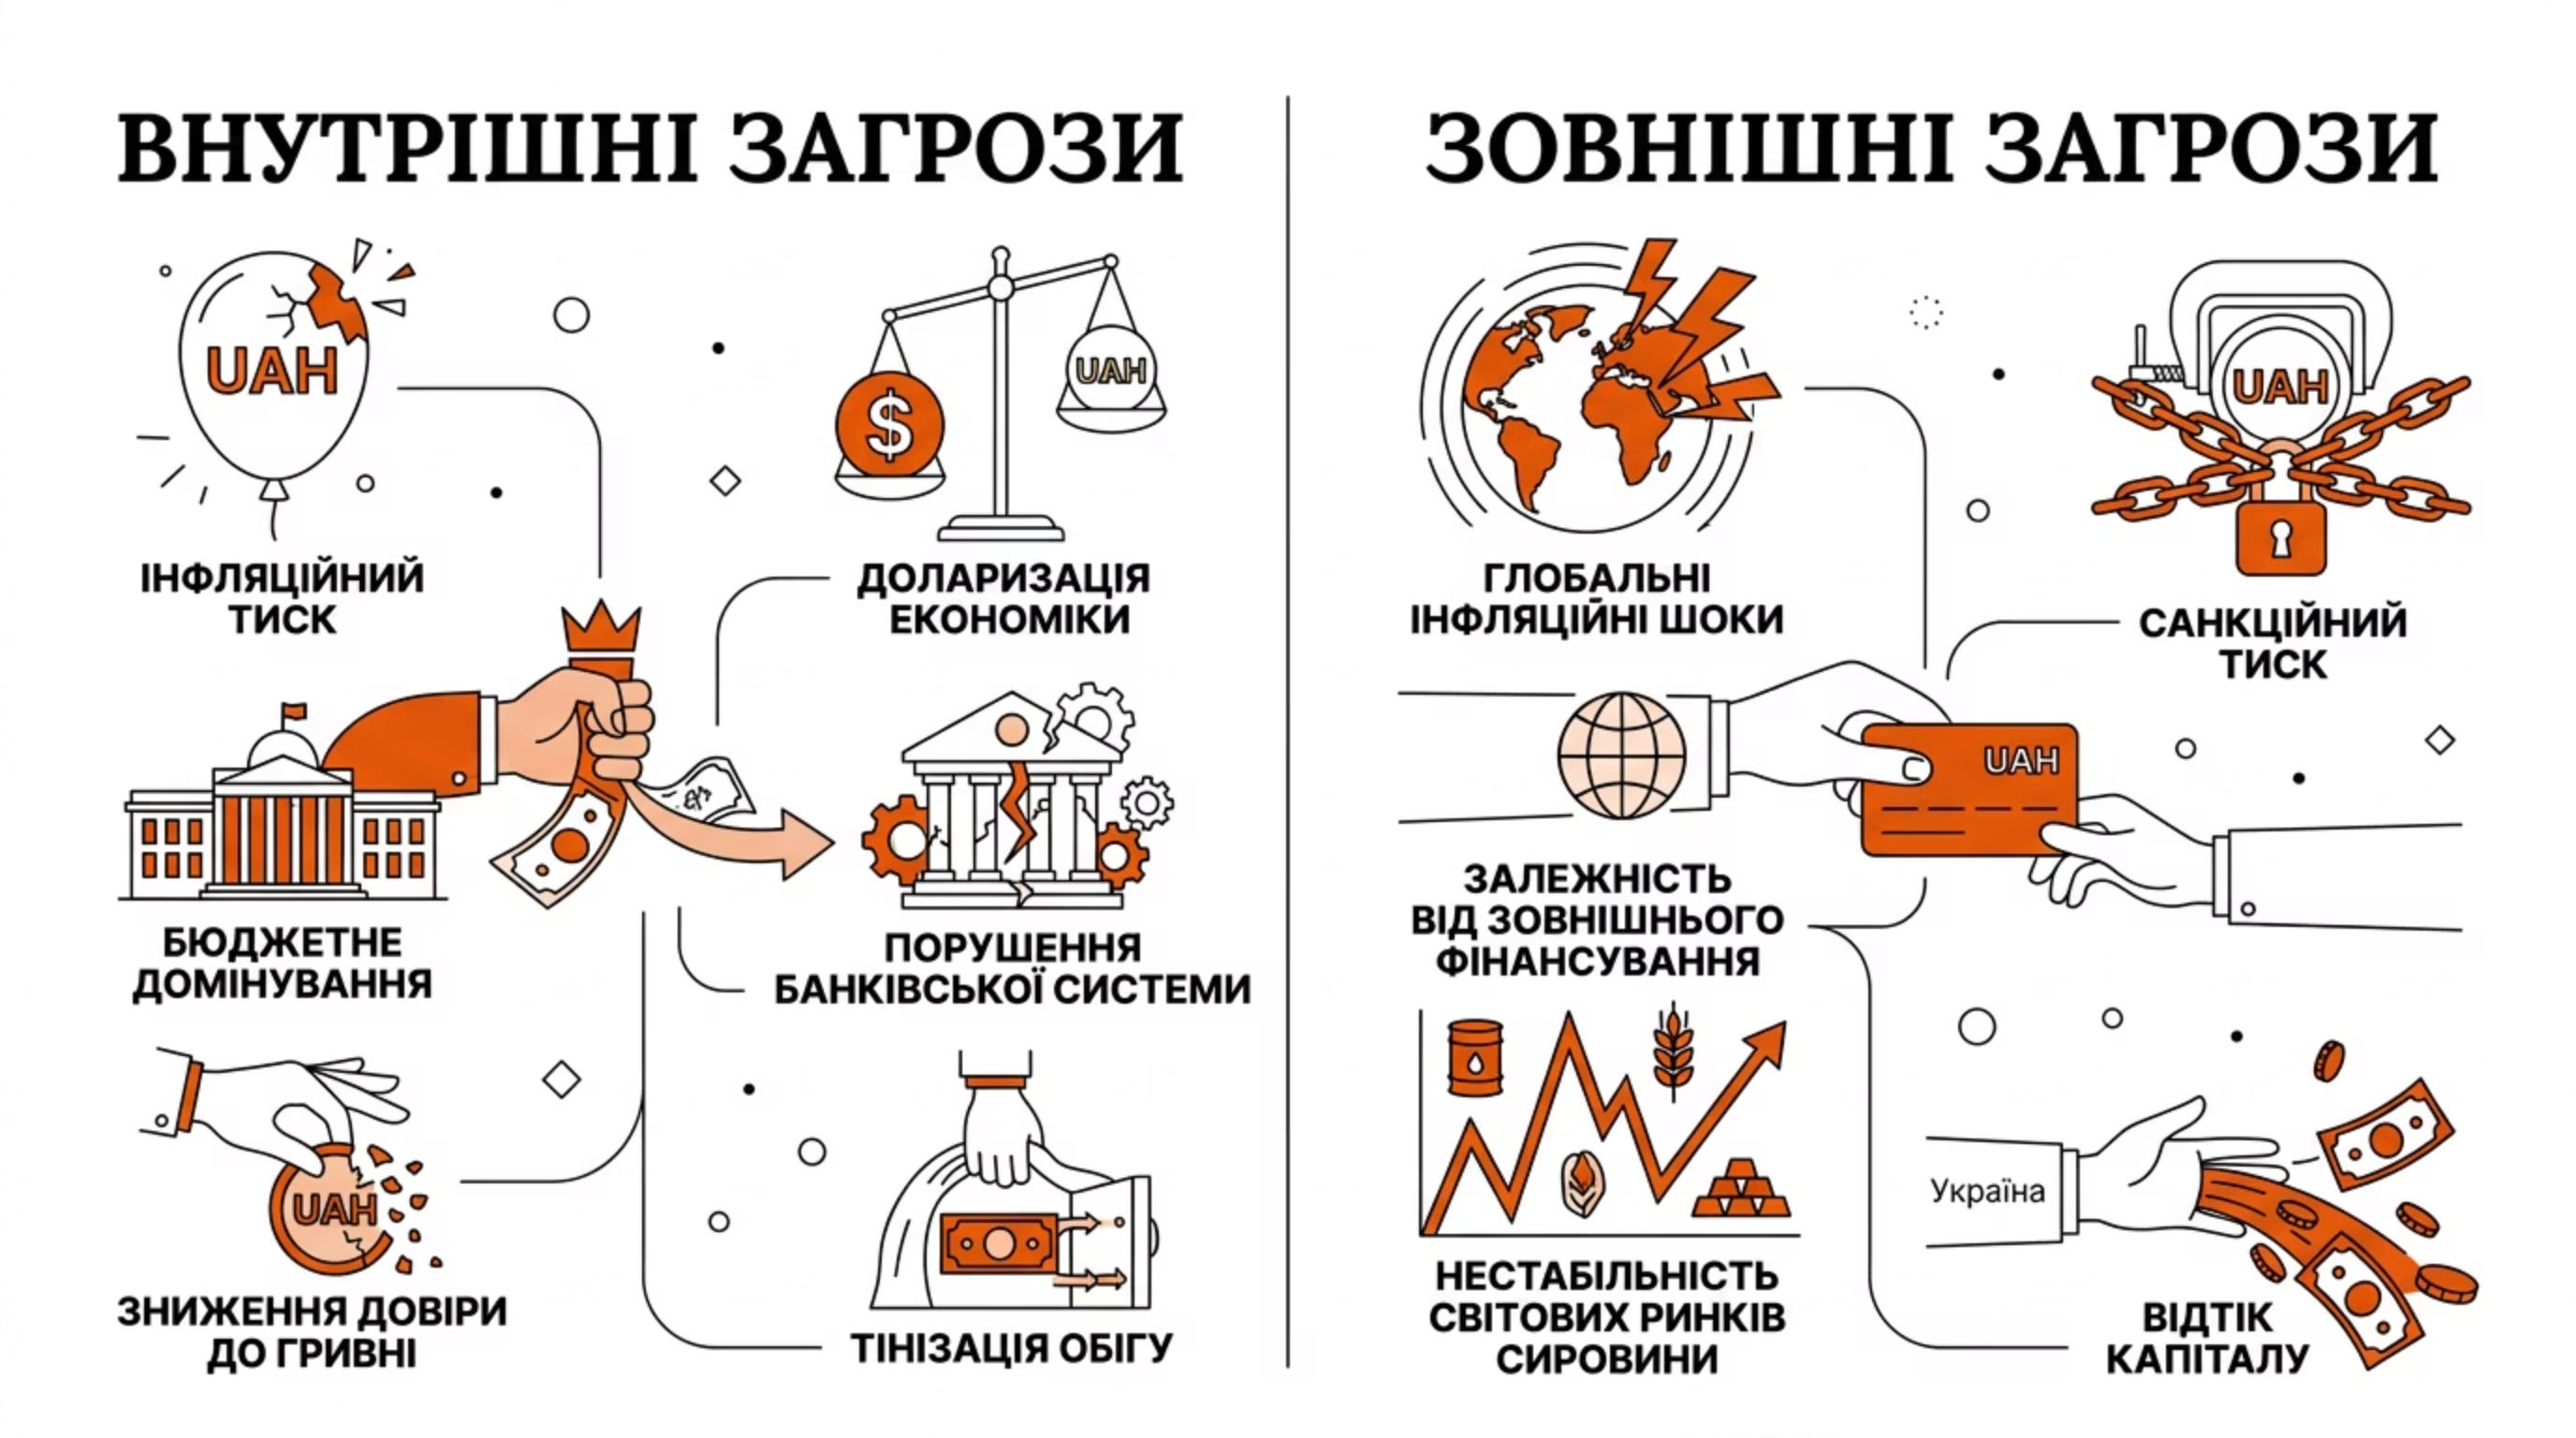 ВНУТРІШНІ ЗАГРОЗИ
UAH
$
UAH
ІНФЛЯЦІЙНИЙ
ТИСК
ДОЛАРИЗАЦІЯ
ЕКОНОМІКИ
БЮДЖЕТНЕ
ДОМІНУВАННЯ
ПОРУШЕННЯ
БАНКІВСЬКОЇ СИСТЕМИ
UAH
ЗНИЖЕННЯ ДОВІРИ
ДО ГРИВНІ
ТІНІЗАЦІЯ ОБІГУ
ЗОВНІШНІ ЗАГРОЗИ
UAH
ГЛОБАЛЬНІ
ІНФЛЯЦІЙНІ ШОКИ
САНКЦІЙНИЙ
ТИСК
UAH
ЗАЛЕЖНІСТЬ
ВІД ЗОВНІШНЬОГО
ФІНАНСУВАННЯ
Україна
НЕСТАБІЛЬНІСТЬ
СВІТОВИХ РИНКІВ
СИРОВИНИ
ВІДТІК
КАПІТАЛУ